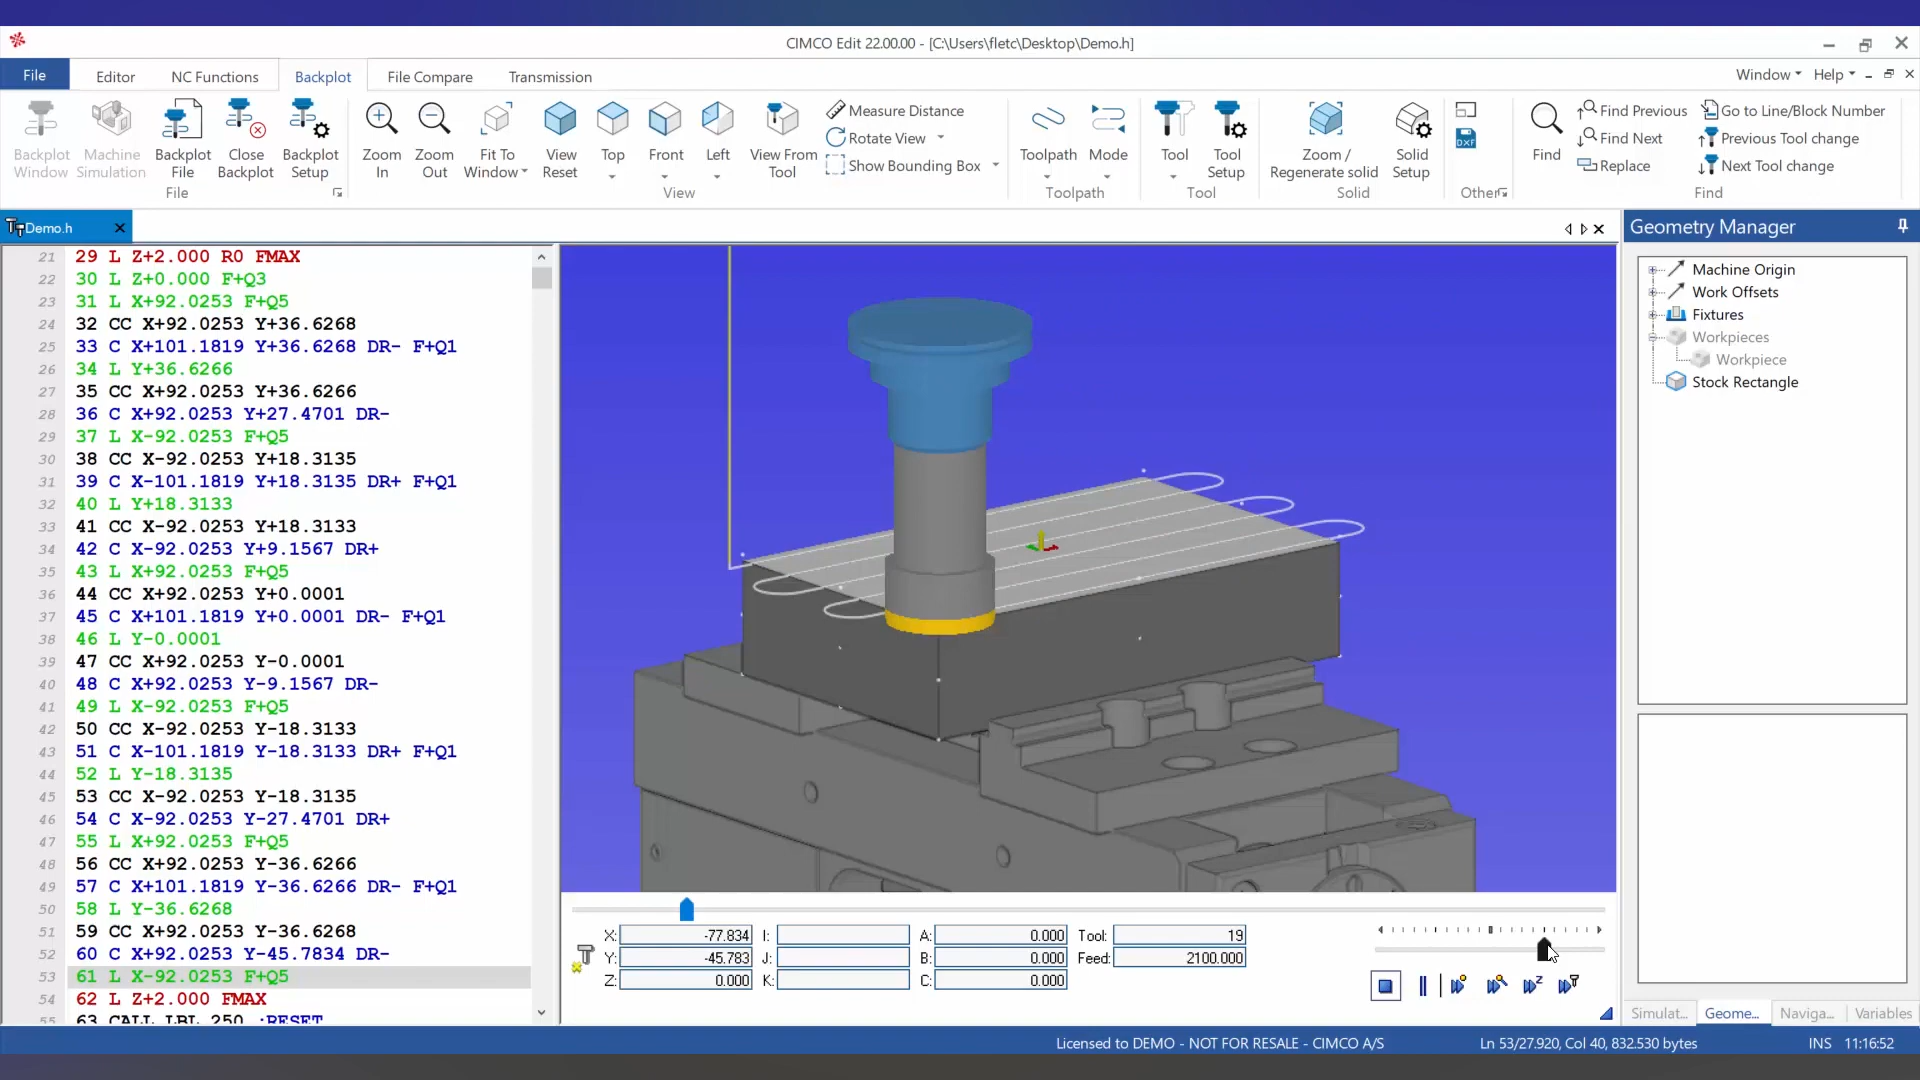 CIMCO Edit 22.00.00 - [C:\Users\fletc\Desktop\Demo.h]
File Editor NC Functions Backplot File Compare Transmission Window Help
Backplot Window
Machine Simulation
Backplot File
Close Backplot
Backplot Setup
File
Zoom In
Zoom Out
Fit To Window
View Reset
Top
Front
Left
View From Tool
Measure Distance
Rotate View
Show Bounding Box
View
Toolpath
Mode
Toolpath
Tool
Tool Setup
Tool
Zoom / Regenerate solid
Solid Setup
Solid
DXF
Other
Find
Find Previous
Find Next
Replace
Go to Line/Block Number
Previous Tool change
Next Tool change
Find
Demo.h
21 29 L Z+2.000 R0 FMAX
22 30 L Z+0.000 F+Q3
23 31 L X+92.0253 F+Q5
24 32 CC X+92.0253 Y+36.6268
25 33 C X+101.1819 Y+36.6268 DR- F+Q1
26 34 L Y+36.6266
27 35 CC X+92.0253 Y+36.6266
28 36 C X+92.0253 Y+27.4701 DR-
29 37 L X-92.0253 F+Q5
30 38 CC X-92.0253 Y+18.3135
31 39 C X-101.1819 Y+18.3135 DR+ F+Q1
32 40 L Y+18.3133
33 41 CC X-92.0253 Y+18.3133
34 42 C X-92.0253 Y+9.1567 DR+
35 43 L X+92.0253 F+Q5
36 44 CC X+92.0253 Y+0.0001
37 45 C X+101.1819 Y+0.0001 DR- F+Q1
38 46 L Y-0.0001
39 47 CC X+92.0253 Y-0.0001
40 48 C X+92.0253 Y-9.1567 DR-
41 49 L X-92.0253 F+Q5
42 50 CC X-92.0253 Y-18.3133
43 51 C X-101.1819 Y-18.3133 DR+ F+Q1
44 52 L Y-18.3135
45 53 CC X-92.0253 Y-18.3135
46 54 C X-92.0253 Y-27.4701 DR+
47 55 L X+92.0253 F+Q5
48 56 CC X+92.0253 Y-36.6266
49 57 C X+101.1819 Y-36.6266 DR- F+Q1
50 58 L Y-36.6268
51 59 CC X+92.0253 Y-36.6268
52 60 C X+92.0253 Y-45.7834 DR-
53 61 L X-92.0253 F+Q5
54 62 L Z+2.000 FMAX
55 63 CALL LBL 250 ;RESET
X: -77.834 I: A: 0.000 Tool: 19
Y: -45.783 J: B: 0.000 Feed: 2100.000
Z: 0.000 K: C: 0.000
Geometry Manager
Machine Origin
Work Offsets
Fixtures
Workpieces
Workpiece
Stock Rectangle
Simulat... Geome... Naviga... Variables
Licensed to DEMO - NOT FOR RESALE - CIMCO A/S Ln 53/27.920, Col 40, 832.530 bytes INS 11:16:52